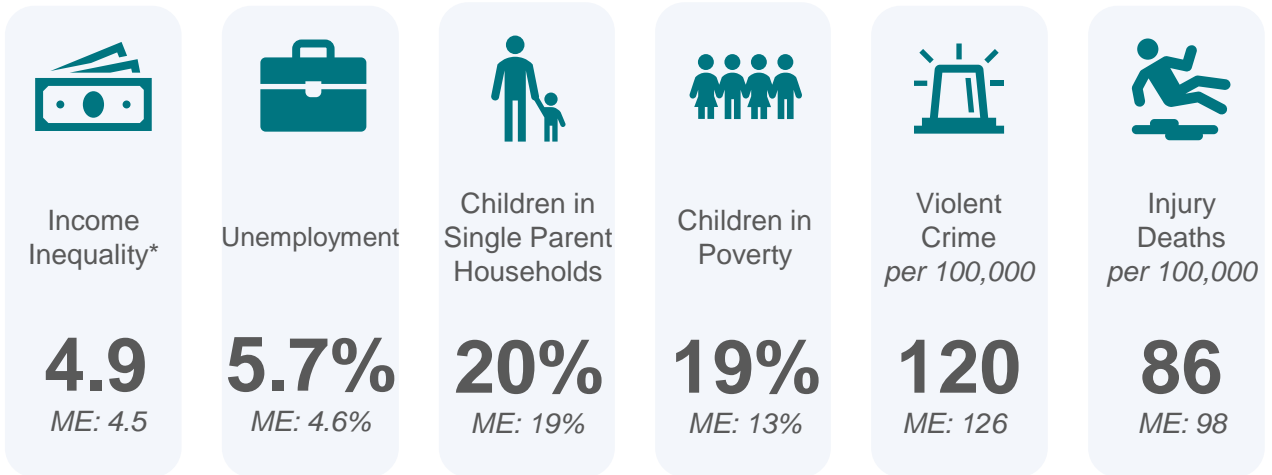 Income
Inequality*
4.9
ME: 4.5
Unemployment
5.7%
ME: 4.6%
Children in
Single Parent
Households
20%
ME: 19%
Children in
Poverty
19%
ME: 13%
Violent
Crime
per 100,000
120
ME: 126
Injury
Deaths
per 100,000
86
ME: 98